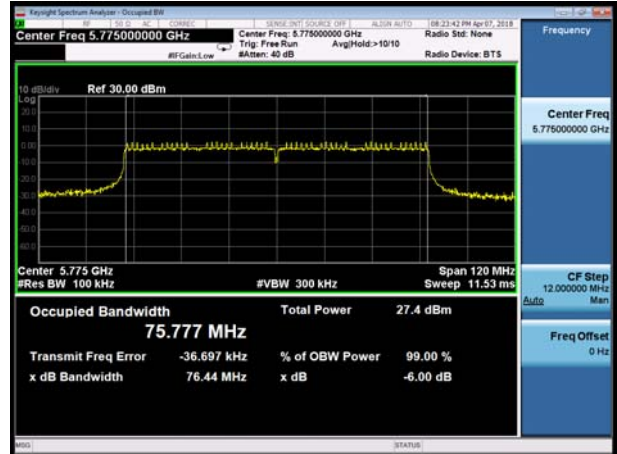 Keysight Spectrum Analyzer - Occupied BW
RF 50 Ω AC CORREC SENSE:INT SOURCE OFF ALIGN AUTO 08:23:42 PM Apr 07, 2018
Center Freq 5.775000000 GHz
Center Freq: 5.775000000 GHz
Radio Std: None
Trig: Free Run Avg|Hold:>10/10
#IFGain:Low
#Atten: 40 dB
Radio Device: BTS
Frequency
10 dB/div Ref 30.00 dBm
Log
20.0
10.0
0.00
-10.0
-20.0
-30.0
-40.0
-50.0
-60.0
Center 5.775 GHz
Span 120 MHz
#Res BW 100 kHz
#VBW 300 kHz
Sweep 11.53 ms
Center Freq
5.775000000 GHz
CF Step
12.000000 MHz
Auto Man
Freq Offset
0 Hz
Occupied Bandwidth
75.777 MHz
Total Power 27.4 dBm
Transmit Freq Error -36.697 kHz
% of OBW Power 99.00 %
x dB Bandwidth 76.44 MHz
x dB -6.00 dB
MSG
STATUS